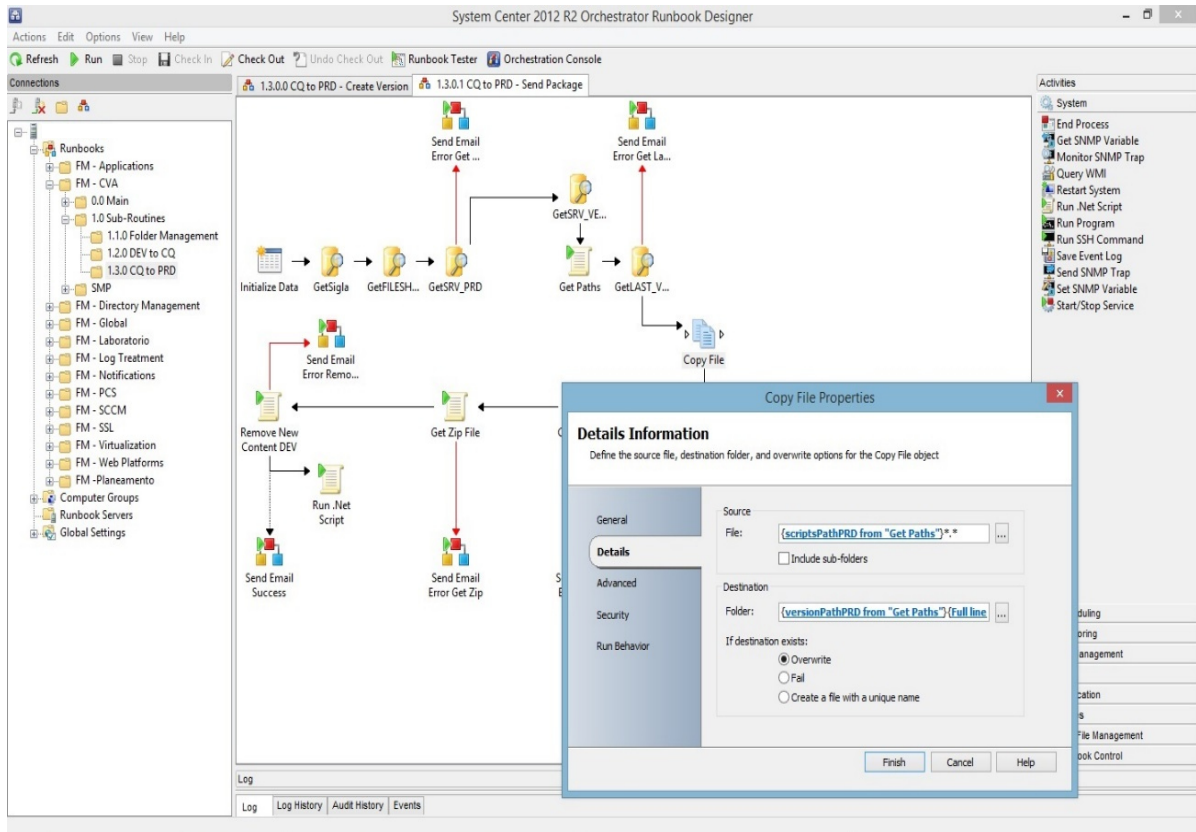 System Center 2012 R2 Orchestrator Runbook Designer
Actions Edit Options View Help
Refresh Run Stop Check In Check Out Undo Check Out Runbook Tester Orchestration Console
Connections
Runbooks
FM - Applications
FM - CVA
0.0 Main
1.0 Sub-Routines
1.1.0 Folder Management
1.2.0 DEV to CQ
1.3.0 CQ to PRD
SMP
FM - Directory Management
FM - Global
FM - Laboratorio
FM - Log Treatment
FM - Notifications
FM - PCS
FM - SCCM
FM - SSL
FM - Virtualization
FM - Web Platforms
FM -Planeamento
Computer Groups
Runbook Servers
Global Settings
1.3.0.0 CQ to PRD - Create Version
1.3.0.1 CQ to PRD - Send Package
Send Email
Error Get ...
Send Email
Error Get La...
GetSRV_VE...
Initialize Data
GetSigla
GetFILESH...
GetSRV_PRD
Get Paths
GetLAST_V...
Send Email
Error Remo...
Copy File
Remove New
Content DEV
Get Zip File
Run .Net
Script
Send Email
Success
Send Email
Error Get Zip
Copy File Properties
x
Details Information
Define the source file, destination folder, and overwrite options for the Copy File object
General
Details
Advanced
Security
Run Behavior
Source
File: {scriptsPathPRD from "Get Paths"}*.* ...
Include sub-folders
Destination
Folder: {versionPathPRD from "Get Paths"}{Full line ...
If destination exists:
Overwrite
Fail
Create a file with a unique name
Finish Cancel Help
Activities
System
End Process
Get SNMP Variable
Monitor SNMP Trap
Query WMI
Restart System
Run .Net Script
Run Program
Run SSH Command
Save Event Log
Send SNMP Trap
Set SNMP Variable
Start/Stop Service
duling
oring
anagement
cation
s
File Management
ook Control
Log
Log Log History Audit History Events